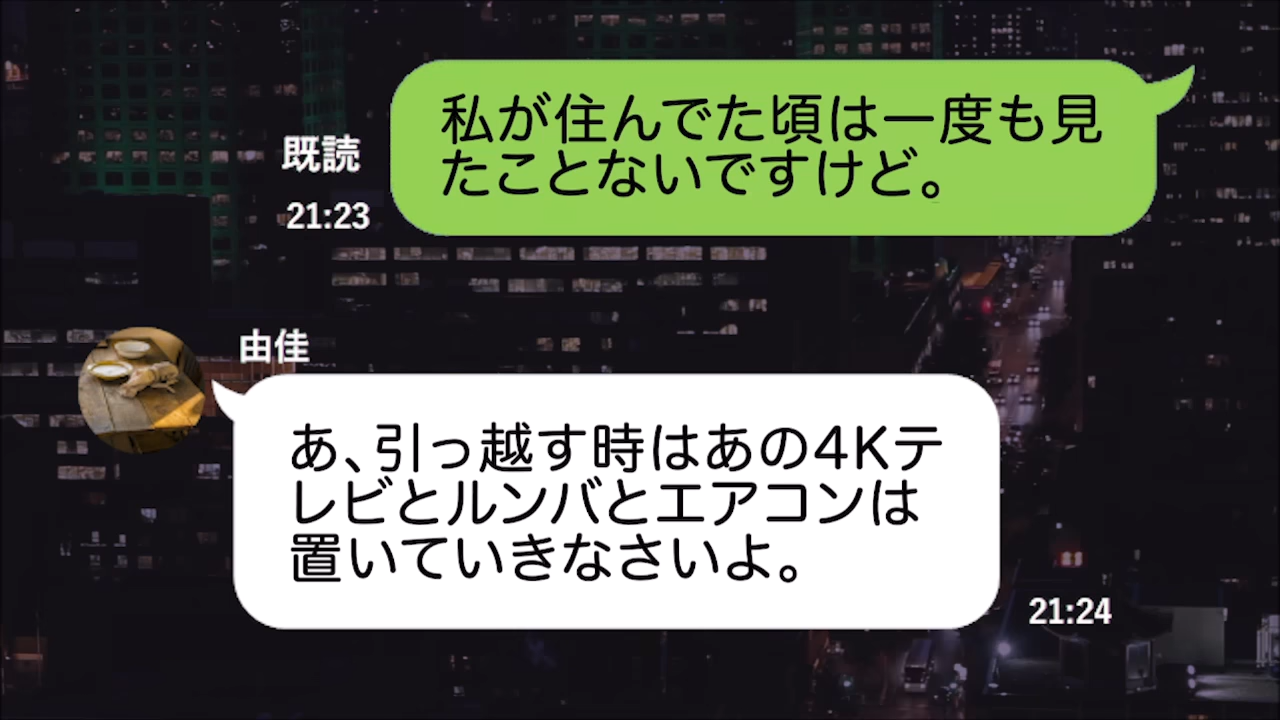 私が住んでた頃は一度も見
たことないですけど。
既読
21:23
由佳
あ、引っ越す時はあの4Kテ
レビとルンバとエアコンは
置いていきなさいよ。
21:24